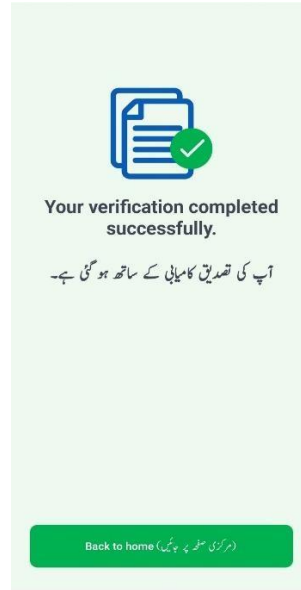 Your verification completed
successfully.
آپ کی تصدیق کامیابی کے ساتھ ہو گئی ہے۔
Back to home (مرکزی صفحہ پر جائیں)